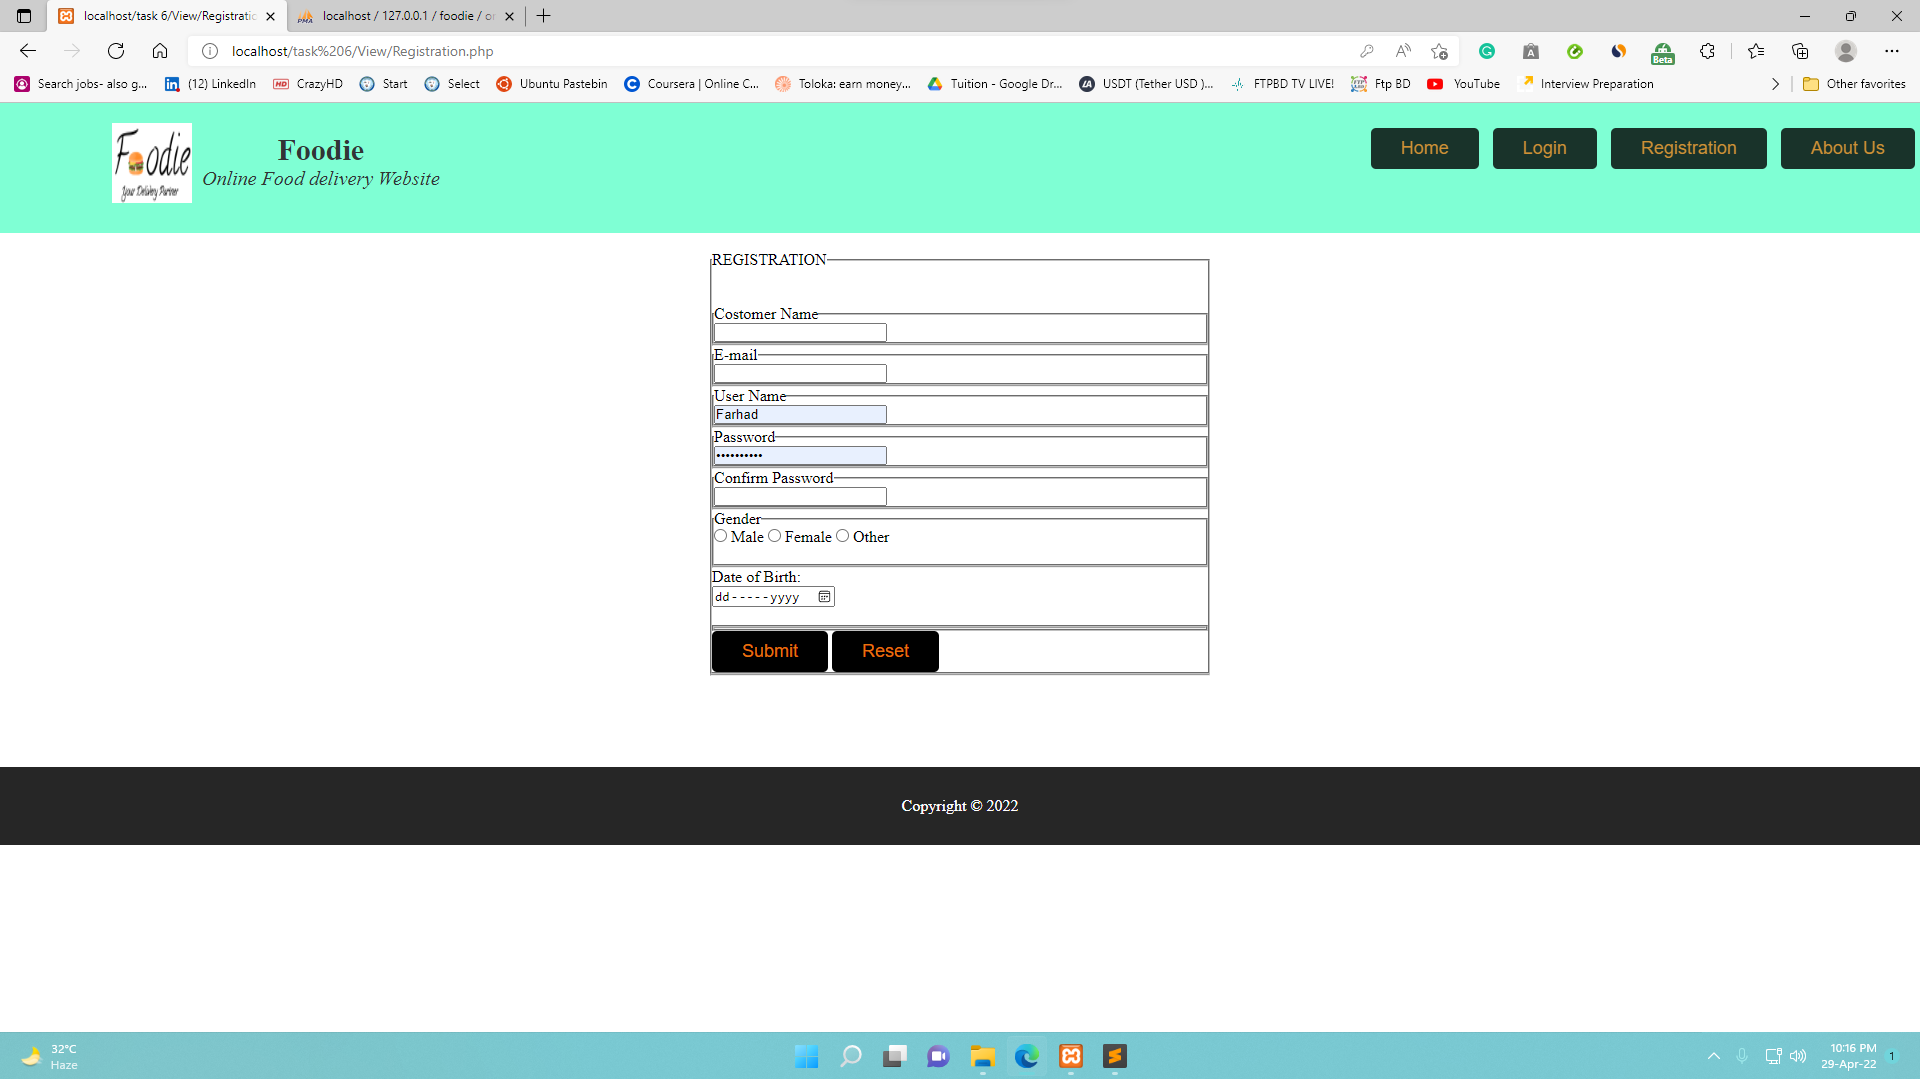 localhost/task 6/View/Registratio
localhost / 127.0.0.1 / foodie / o
localhost/task%206/View/Registration.php
Beta
Search jobs- also g...
(12) LinkedIn
CrazyHD
Start
Select
Ubuntu Pastebin
Coursera | Online C...
Toloka: earn money...
Tuition - Google Dr...
USDT (Tether USD )...
FTPBD TV LIVE!
Ftp BD
YouTube
Interview Preparation
Other favorites
Foodie
Your Delivery Partner
Foodie
Online Food delivery Website
Home
Login
Registration
About Us
REGISTRATION
Costomer Name
E-mail
User Name
Farhad
Password
••••••••••
Confirm Password
Gender
Male Female Other
Date of Birth:
dd-----yyyy
Submit Reset
Copyright © 2022
32°C
Haze
10:16 PM
29-Apr-22
1